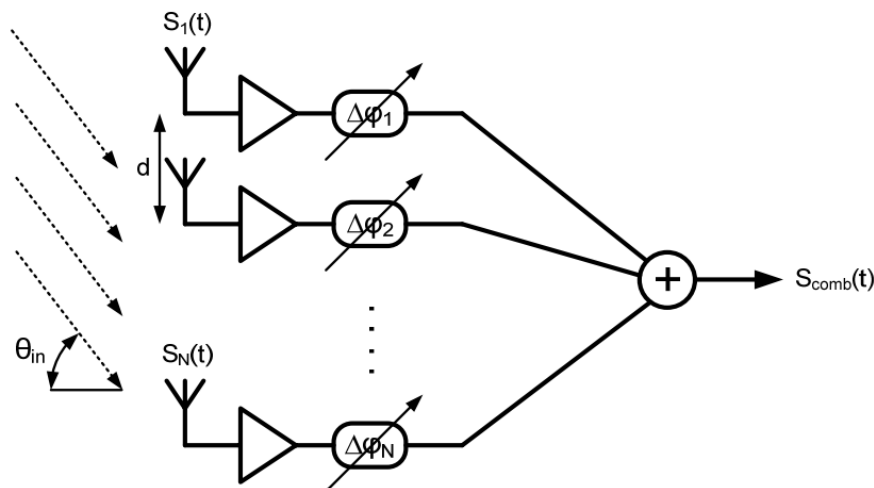 S₁(t)
Δφ₁
d
Δφ₂
S_comb(t)
θ_in
S_N(t)
Δφ_N